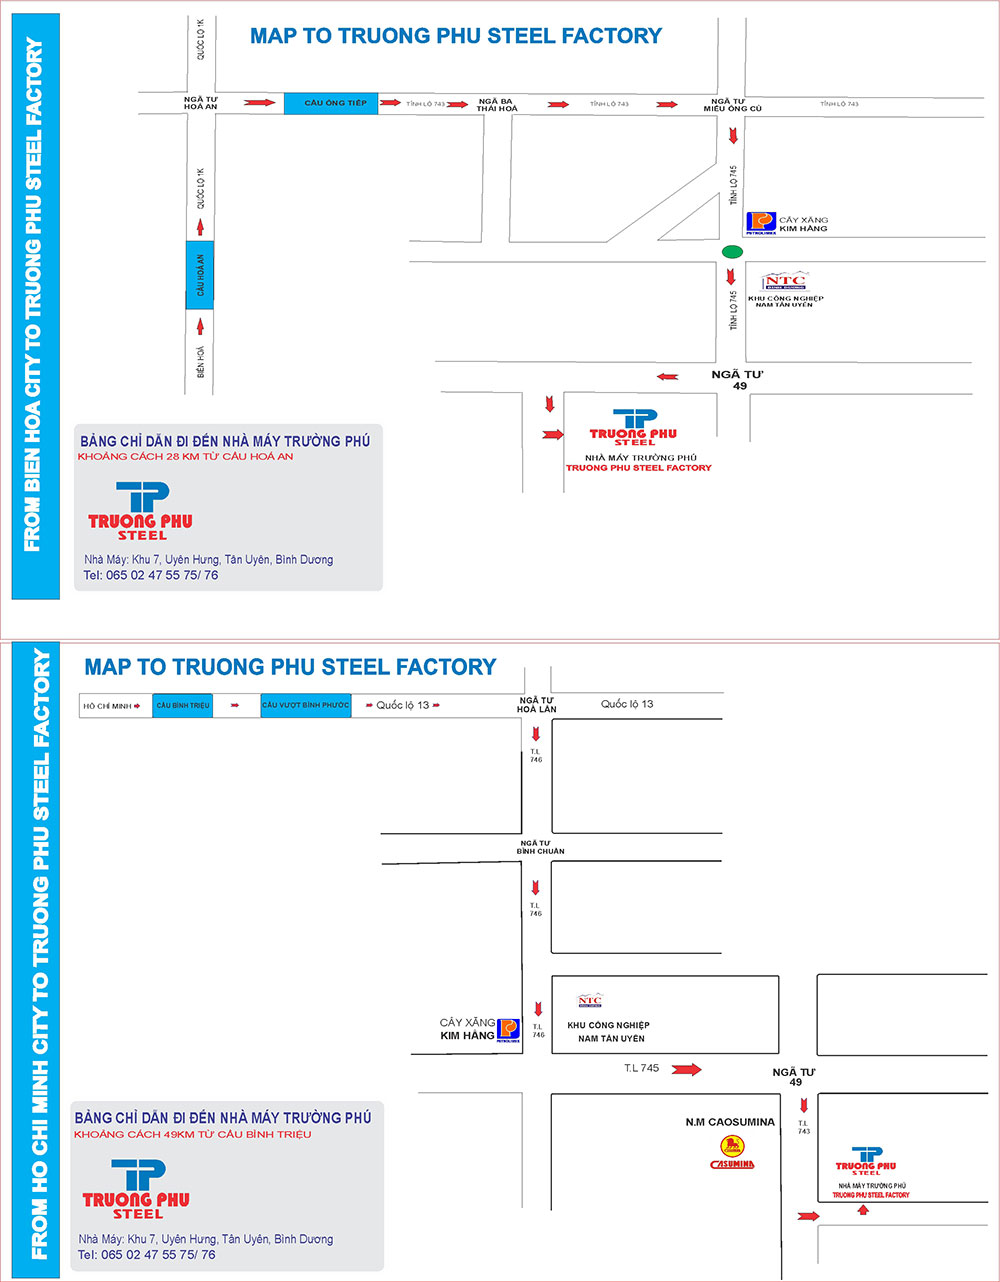 FROM BIEN HOA CITY TO TRUONG PHU STEEL FACTORY
MAP TO TRUONG PHU STEEL FACTORY
QUỐC LỘ 1K
NGÃ TƯ
HOÁ AN
CẦU ÔNG TIẾP
TỈNH LỘ 743
NGÃ BA
THÁI HOÀ
TỈNH LỘ 743
NGÃ TƯ
MIẾU ÔNG CÙ
TỈNH LỘ 743
QUỐC LỘ 1K
TỈNH LỘ 745
PETROLIMEX
CÂY XĂNG
KIM HẰNG
CẦU HOÁ AN
NTC
KHU CÔNG NGHIỆP
NAM TÂN UYÊN
TỈNH LỘ 745
BIÊN HOÀ
NGÃ TƯ
49
TP
TRUONG PHU
STEEL
NHÀ MÁY TRƯỜNG PHÚ
TRUONG PHU STEEL FACTORY
BẢNG CHỈ DẪN ĐI ĐẾN NHÀ MÁY TRƯỜNG PHÚ
KHOẢNG CÁCH 28 KM TỪ CẦU HOÁ AN
TP
TRUONG PHU
STEEL
Nhà Máy: Khu 7, Uyên Hưng, Tân Uyên, Bình Dương
Tel: 065 02 47 55 75/ 76
FROM HO CHI MINH CITY TO TRUONG PHU STEEL FACTORY
MAP TO TRUONG PHU STEEL FACTORY
HỒ CHÍ MINH
CẦU BÌNH TRIỆU
CẦU VƯỢT BÌNH PHƯỚC
Quốc lộ 13
NGÃ TƯ
HOÀ LÂN
Quốc lộ 13
T.L
746
NGÃ TƯ
BÌNH CHUẨN
T.L
746
NTC
CÂY XĂNG
KIM HẰNG
PETROLIMEX
T.L
746
KHU CÔNG NGHIỆP
NAM TÂN UYÊN
T.L 745
NGÃ TƯ
49
N.M CAOSUMINA
CASUMINA
T.L
743
TP
TRUONG PHU
STEEL
NHÀ MÁY TRƯỜNG PHÚ
TRUONG PHU STEEL FACTORY
BẢNG CHỈ DẪN ĐI ĐẾN NHÀ MÁY TRƯỜNG PHÚ
KHOẢNG CÁCH 49KM TỪ CẦU BÌNH TRIỆU
TP
TRUONG PHU
STEEL
Nhà Máy: Khu 7, Uyên Hưng, Tân Uyên, Bình Dương
Tel: 065 02 47 55 75/ 76